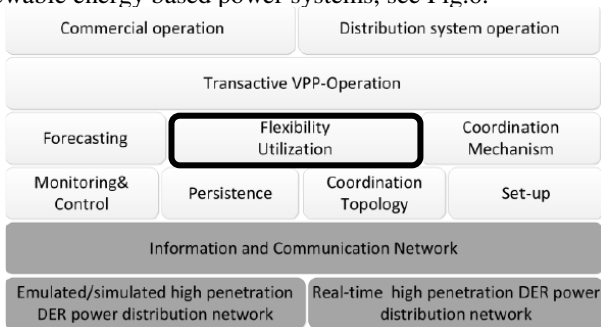 owable energy based power systems, see Fig.6.
Commercial operation
Distribution system operation
Transactive VPP-Operation
Forecasting
Flexibility
Utilization
Coordination
Mechanism
Monitoring&
Control
Persistence
Coordination
Topology
Set-up
Information and Communication Network
Emulated/simulated high penetration
DER power distribution network
Real-time high penetration DER power
distribution network